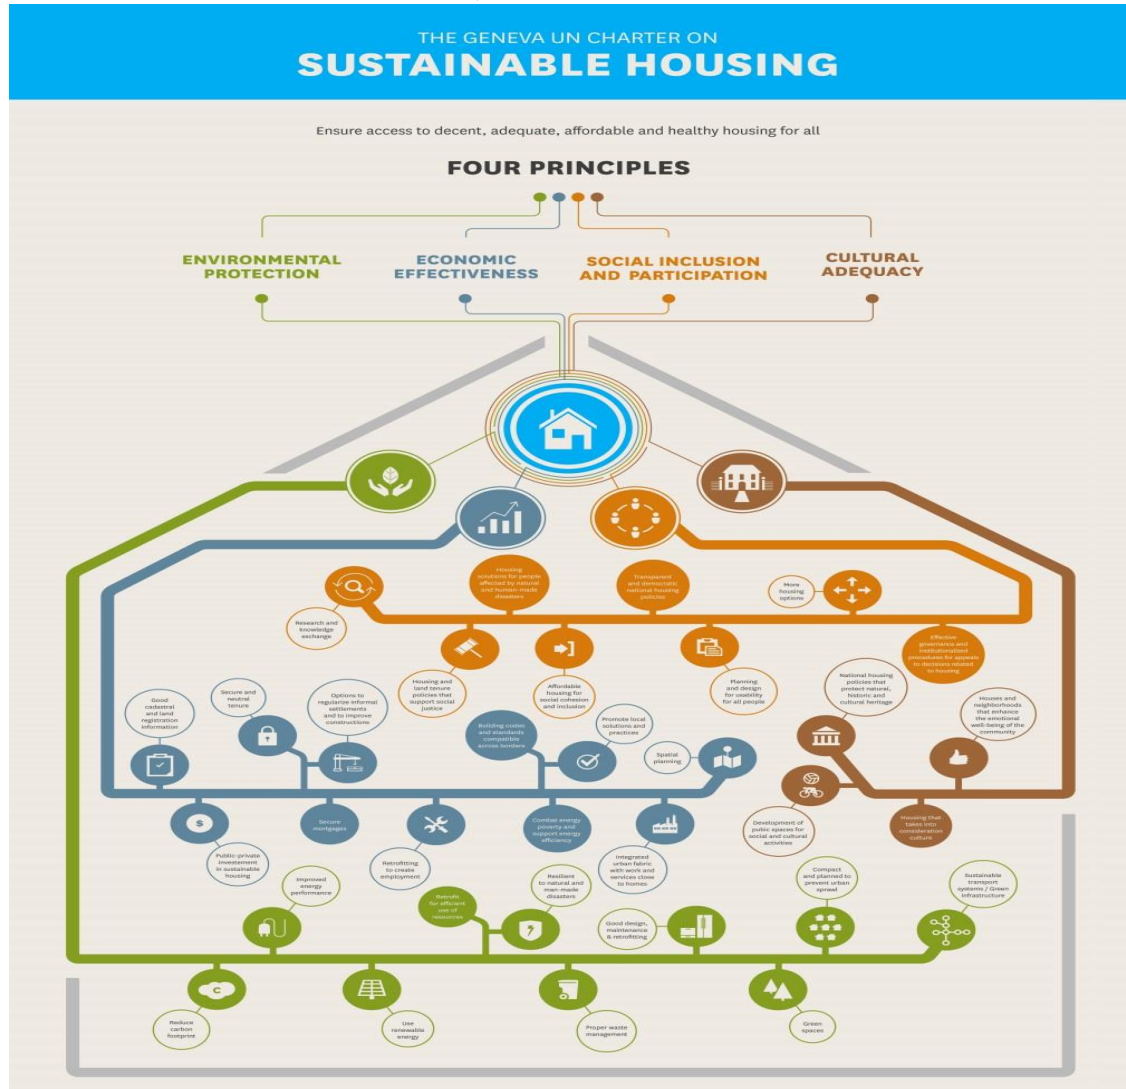 THE GENEVA UN CHARTER ON
SUSTAINABLE HOUSING
Ensure access to decent, adequate, affordable and healthy housing for all
FOUR PRINCIPLES
ENVIRONMENTAL
PROTECTION
ECONOMIC
EFFECTIVENESS
SOCIAL INCLUSION
AND PARTICIPATION
CULTURAL
ADEQUACY
Research and
knowledge
exchange
Housing
solutions for people
affected by natural
and human-made
disasters
Transparent
and democratic
national housing
policies
More
housing
options
Housing and
land tenure
policies that
support social
justice
Affordable
housing for
social cohesion
and inclusion
Planning
and design
for usability
for all people
Effective
governance and
institutionalized
procedures for appeals
to decisions related
to housing
Good
cadastral
and land
registration
information
Secure and
neutral
tenure
Options to
regularize informal
settlements
and to improve
constructions
Building codes
and standards
compatible
across borders
Promote local
solutions and
practices
Spatial
planning
National housing
policies that
protect natural,
historic and
cultural heritage
Houses and
neighborhoods
that enhance
the emotional
well-being of the
community
$
Public-private
investement
in sustainable
housing
Secure
mortgages
Retrofitting
to create
employment
Combat energy
poverty and
support energy
efficiency
Integrated
urban fabric
with work and
services close
to homes
Development of
pubic spaces for
social and cultural
activities
Housing that
takes into
consideration
culture
Improved
energy
performance
Retrofit
for efficient
use of
resources
Resilient
to natural and
man-made
disasters
Good design,
maintenance
& retrofitting
Compact
and planned to
prevent urban
sprawl
Sustainable
transport
systems / Green
infrastructure
C
Reduce
carbon
footprint
Use
renewable
energy
Proper waste
management
Green
spaces